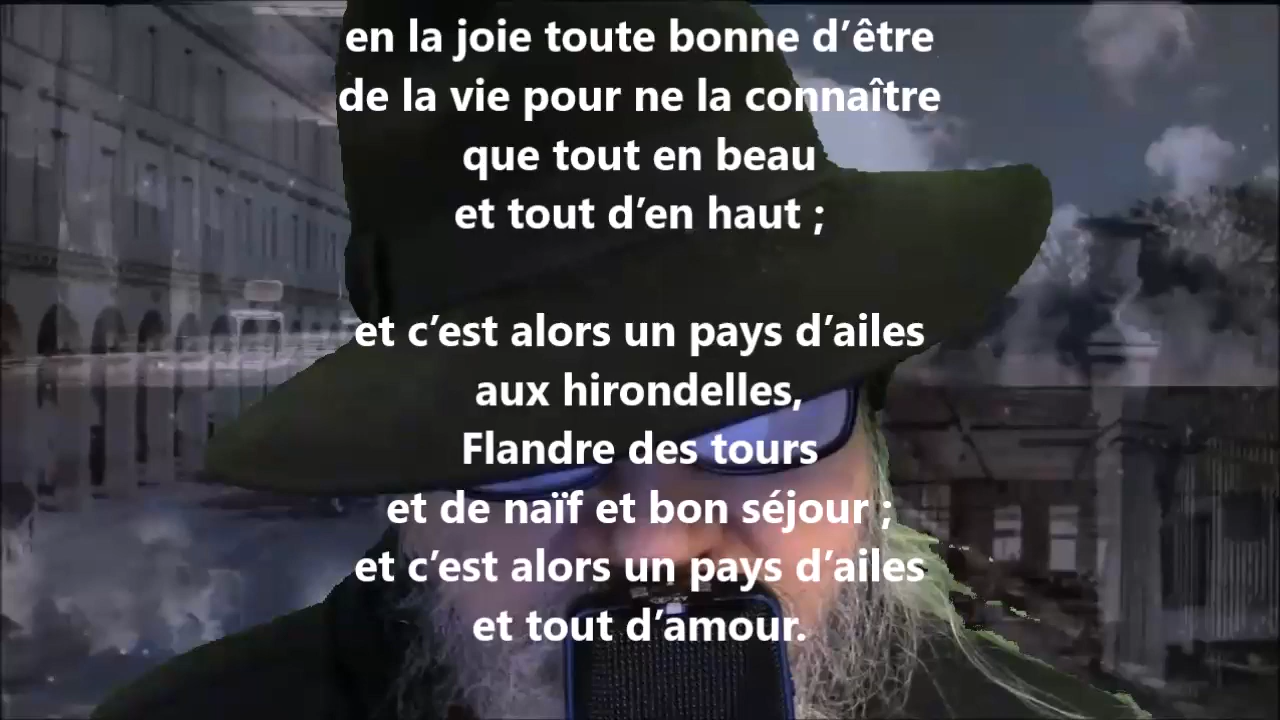 en la joie toute bonne d’être
de la vie pour ne la connaître
que tout en beau
et tout d’en haut ;
et c’est alors un pays d’ailes
aux hirondelles,
Flandre des tours
et de naïf et bon séjour ;
et c’est alors un pays d’ailes
et tout d’amour.